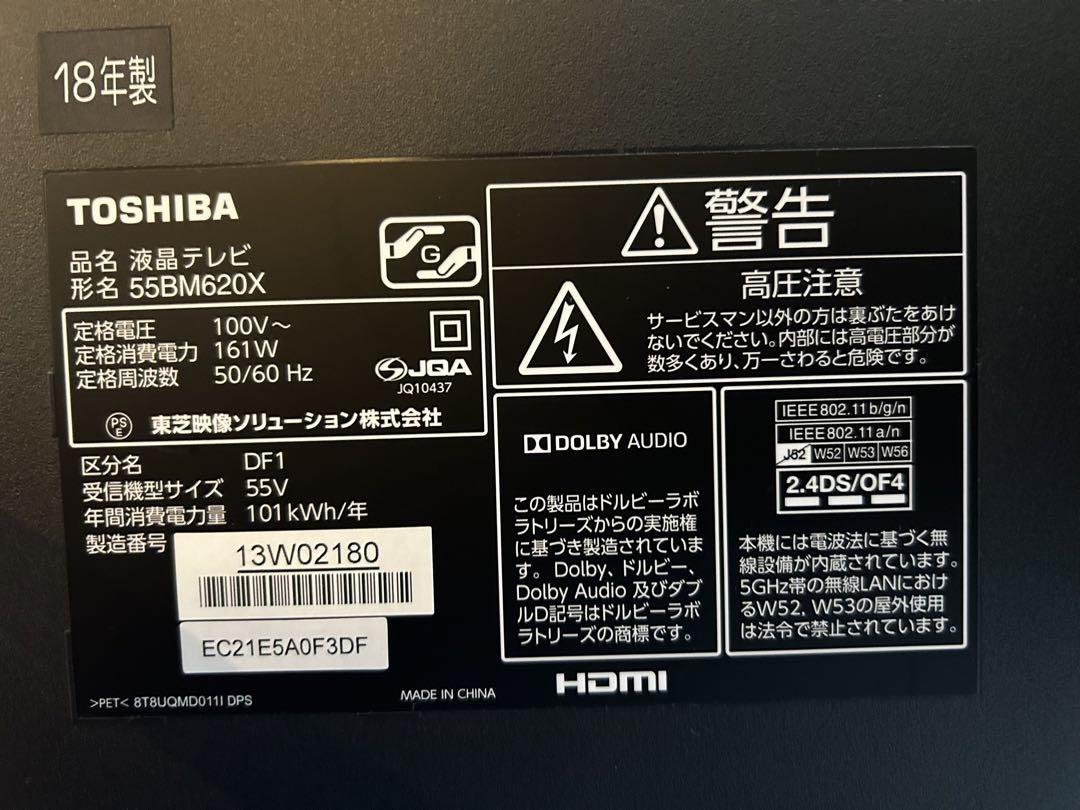 18年製
TOSHIBA
品名 液晶テレビ
形名 55BM620X
G
定格電圧 100V～
定格消費電力 161W
定格周波数 50/60 Hz
JQA
JQ10437
PS
E
東芝映像ソリューション株式会社
区分名 DF1
受信機型サイズ 55V
年間消費電力量 101kWh/年
製造番号
13W02180
EC21E5A0F3DF
>PET< 8T8UQMD011I DPS
MADE IN CHINA
警告
高圧注意
サービスマン以外の方は裏ぶたをあけ
ないでください。内部には高電圧部分が
数多くあり、万一さわると危険です。
DOLBY AUDIO
この製品はドルビーラボ
ラトリーズからの実施権
に基づき製造されていま
す。Dolby、ドルビー、
Dolby Audio 及びダブ
ルD記号はドルビーラボ
ラトリーズの商標です。
HDMI
IEEE802.11b/g/n
IEEE802.11a/n
J52 W52 W53 W56
2.4DS/OF4
本機には電波法に基づく無
線設備が内蔵されています。
5GHz帯の無線LANにおけ
るW52，W53の屋外使用
は法令で禁止されています。